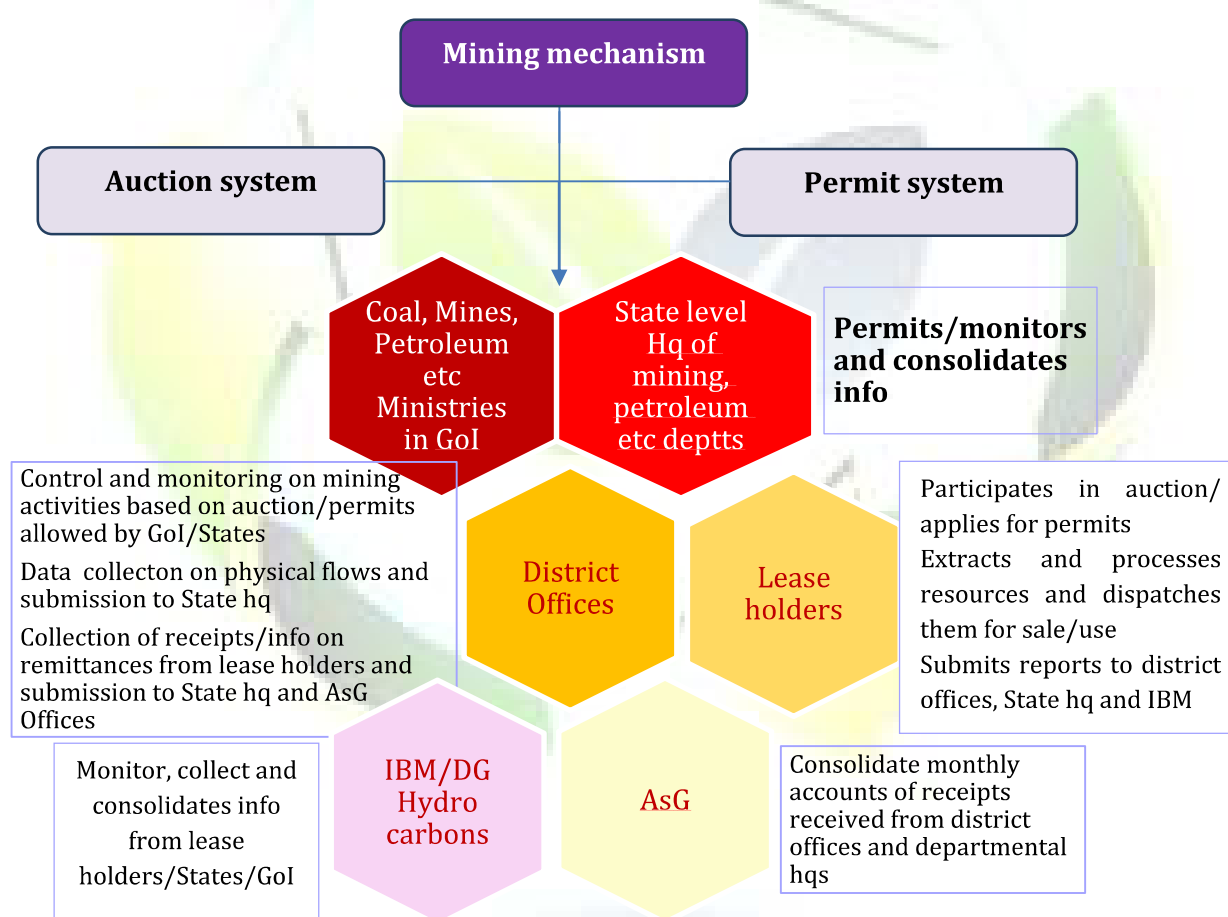 Mining mechanism
Auction system
Permit system
Coal, Mines,
Petroleum
etc
Ministries
in GoI
State level
Hq of
mining,
petroleum
etc deptts
Permits/monitors
and consolidates
info
Control and monitoring on mining
activities based on auction/permits
allowed by GoI/States
Data collecton on physical flows and
submission to State hq
Collection of receipts/info on
remittances from lease holders and
submission to State hq and AsG
Offices
District
Offices
Lease
holders
Participates in auction/
applies for permits
Extracts and processes
resources and dispatches
them for sale/use
Submits reports to district
offices, State hq and IBM
Monitor, collect and
consolidates info
from lease
holders/States/GoI
IBM/DG
Hydro
carbons
AsG
Consolidate monthly
accounts of receipts
received from district
offices and departmental
hqs